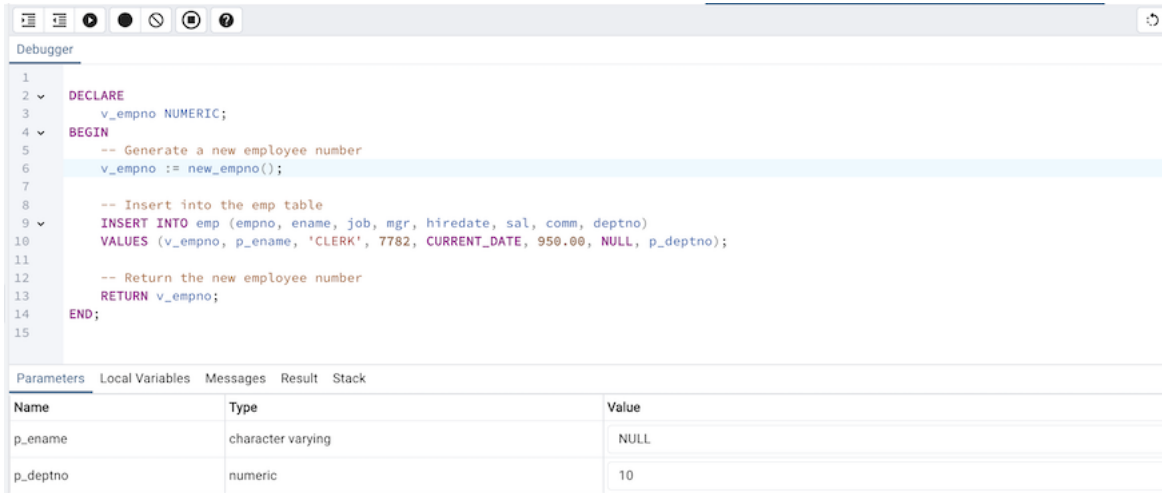 Debugger
1
2 DECLARE
3 v_empno NUMERIC;
4 BEGIN
5 -- Generate a new employee number
6 v_empno := new_empno();
7
8 -- Insert into the emp table
9 INSERT INTO emp (empno, ename, job, mgr, hiredate, sal, comm, deptno)
10 VALUES (v_empno, p_ename, 'CLERK', 7782, CURRENT_DATE, 950.00, NULL, p_deptno);
11
12 -- Return the new employee number
13 RETURN v_empno;
14 END;
15
Parameters Local Variables Messages Result Stack
Name Type Value
p_ename character varying NULL
p_deptno numeric 10